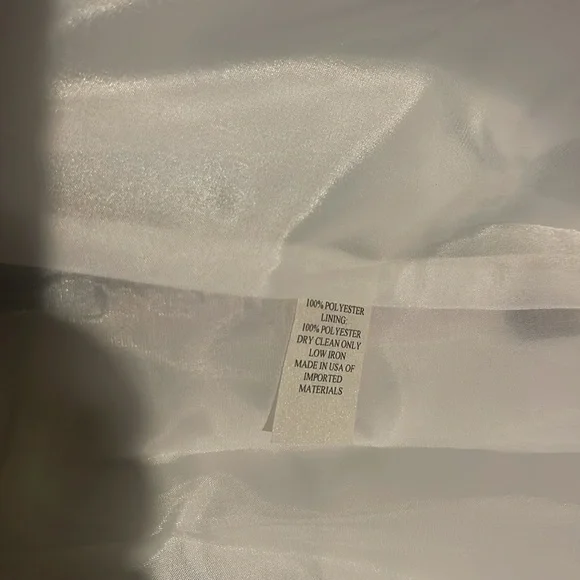 100% POLYESTER
LINING:
100% POLYESTER
DRY CLEAN ONLY
LOW IRON
MADE IN USA OF
IMPORTED
MATERIALS